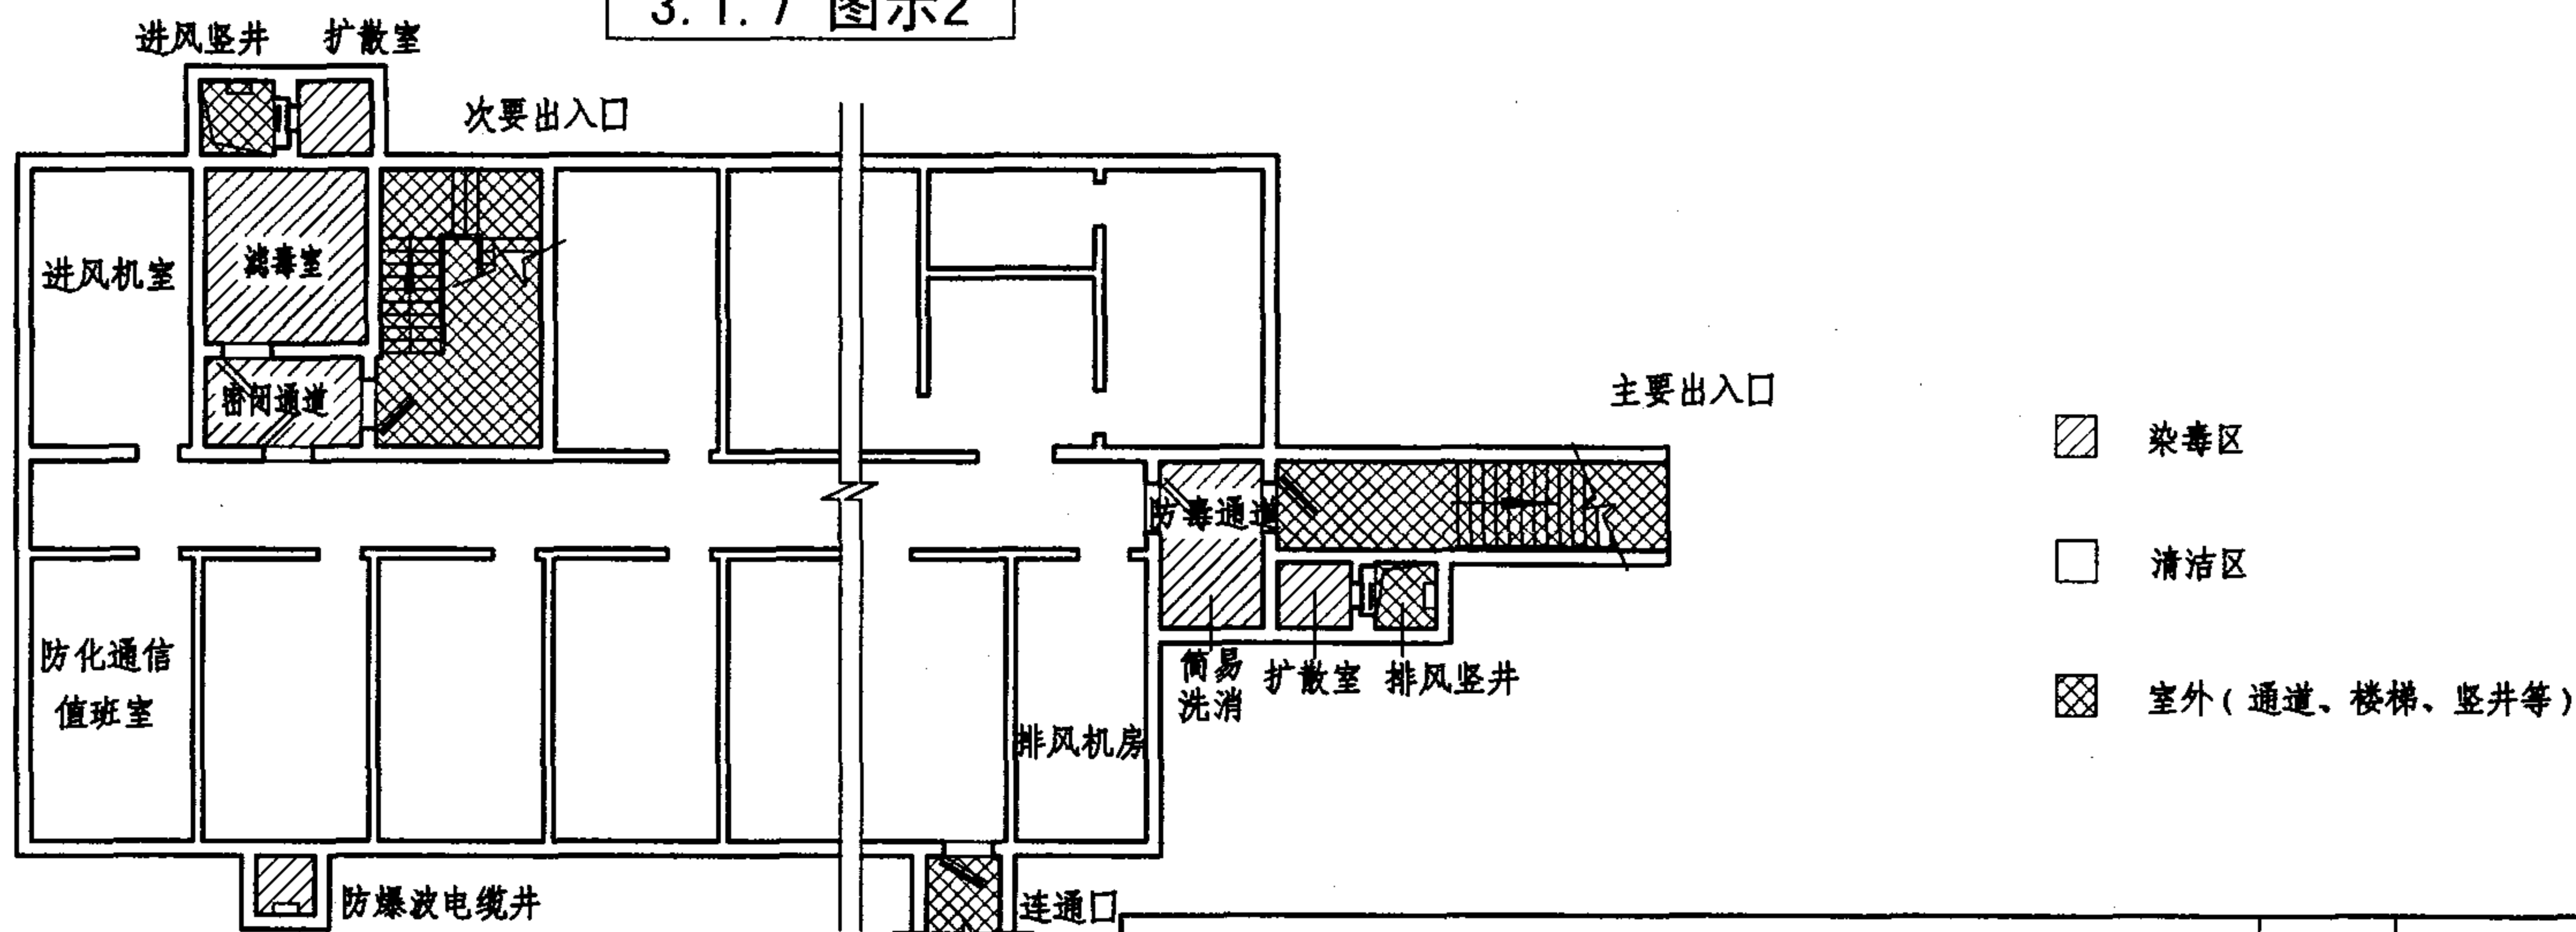 3.1.7 图示2
进风竖井
扩散室
次要出入口
进风机室
滤毒室
密闭通道
主要出入口
染毒区
防毒通道
清洁区
防化通信
值班室
简易
洗消
扩散室
排风竖井
室外(通道、楼梯、竖井等)
排风机房
防爆波电缆井
连通口